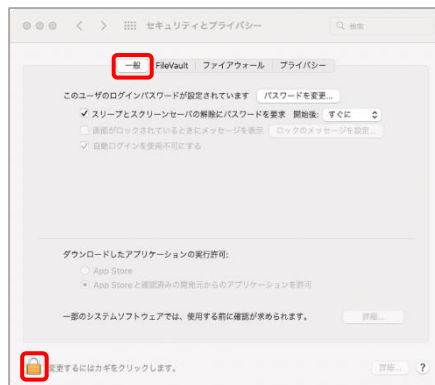 セキュリティとプライバシー
検索
一般 FileVault ファイアウォール プライバシー
このユーザのログインパスワードが設定されています パスワードを変更...
スリープとスクリーンセーバの解除にパスワードを要求 開始後: すぐに
画面がロックされているときにメッセージを表示 ロックのメッセージを設定...
自動ログインを使用不可にする
ダウンロードしたアプリケーションの実行許可:
App Store
App Storeと確認済みの開発元からのアプリケーションを許可
一部のシステムソフトウェアでは、使用する前に確認が求められます。 詳細...
変更するにはカギをクリックします。 詳細... ?